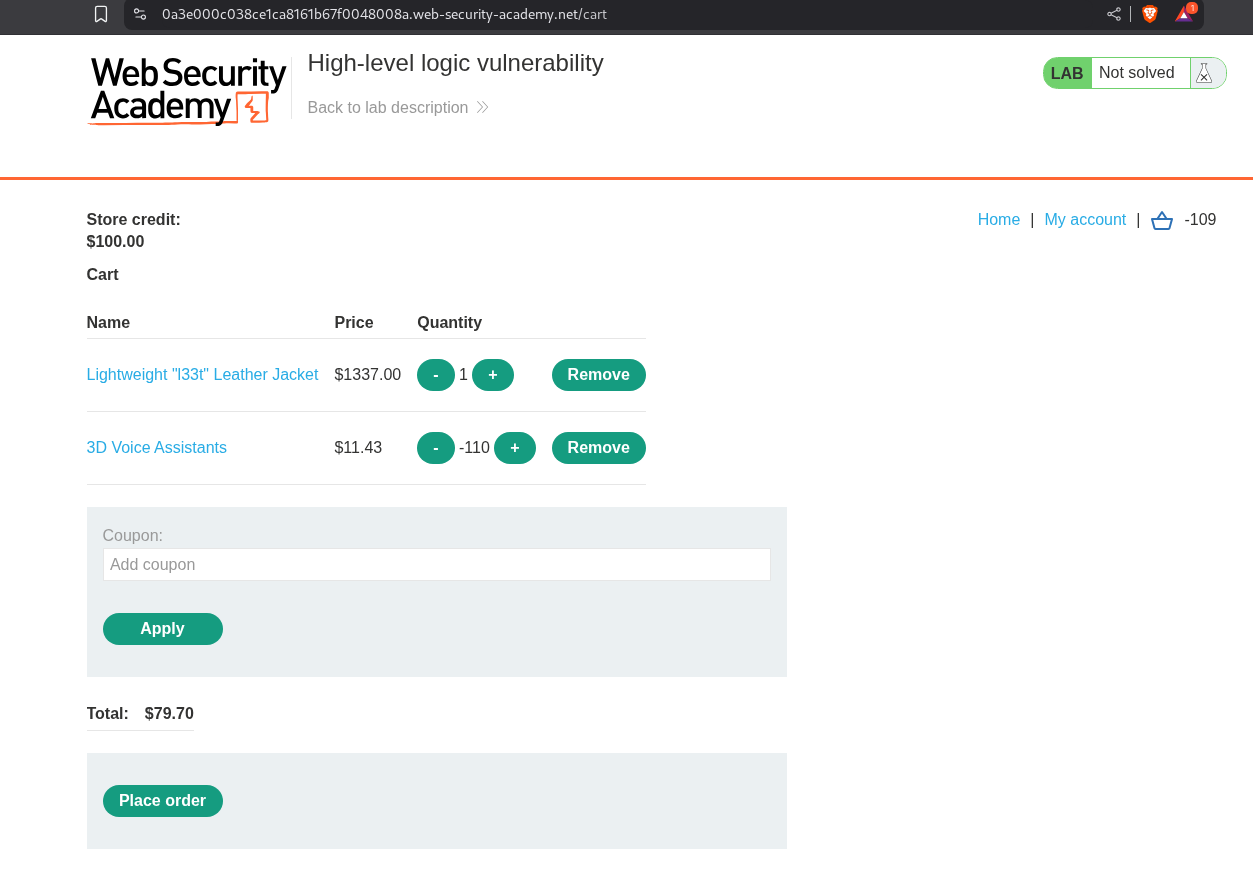 0a3e000c038ce1ca8161b67f0048008a.web-security-academy.net/cart
1
Web Security
Academy
High-level logic vulnerability
Back to lab description
LAB Not solved
Store credit:
$100.00
Home | My account | -109
Cart
Name Price Quantity
Lightweight "l33t" Leather Jacket $1337.00 - 1 + Remove
3D Voice Assistants $11.43 - -110 + Remove
Coupon:
Add coupon
Apply
Total: $79.70
Place order